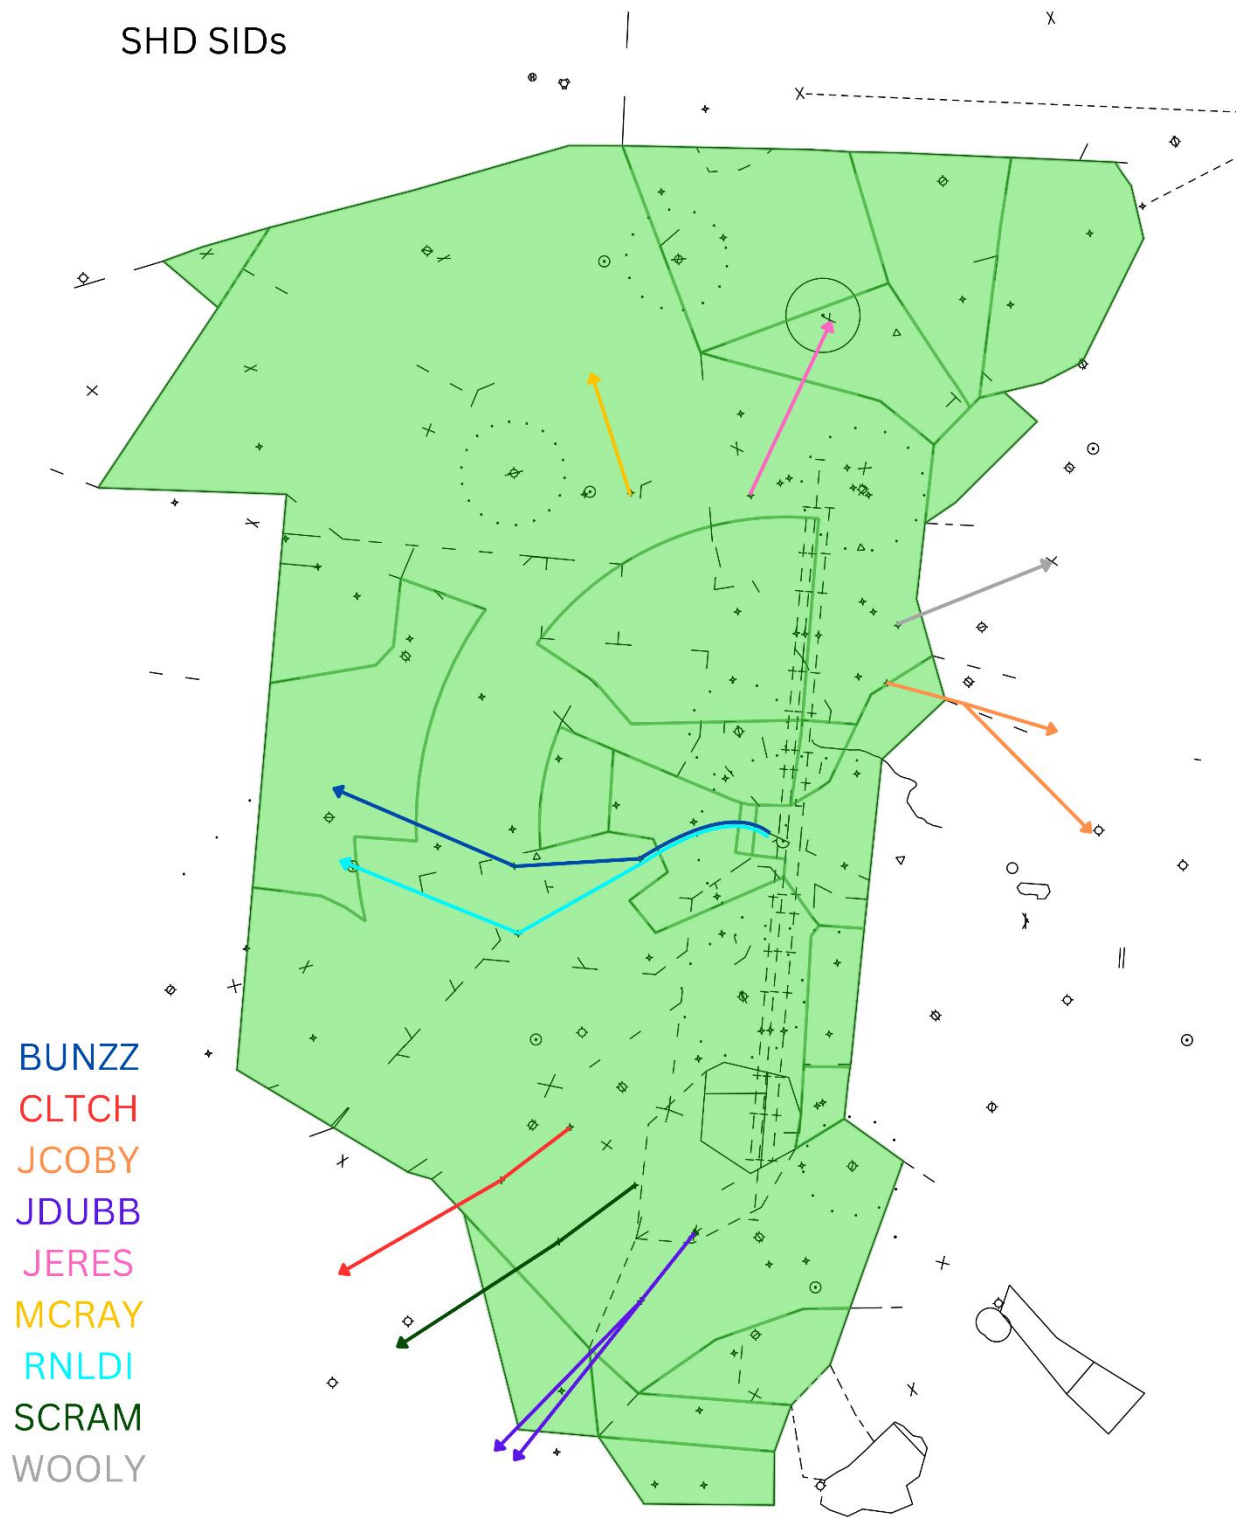 SHD SIDs
BUNZZ
CLTCH
JCOBY
JDUBB
JERES
MCRAY
RNLDI
SCRAM
WOOLY